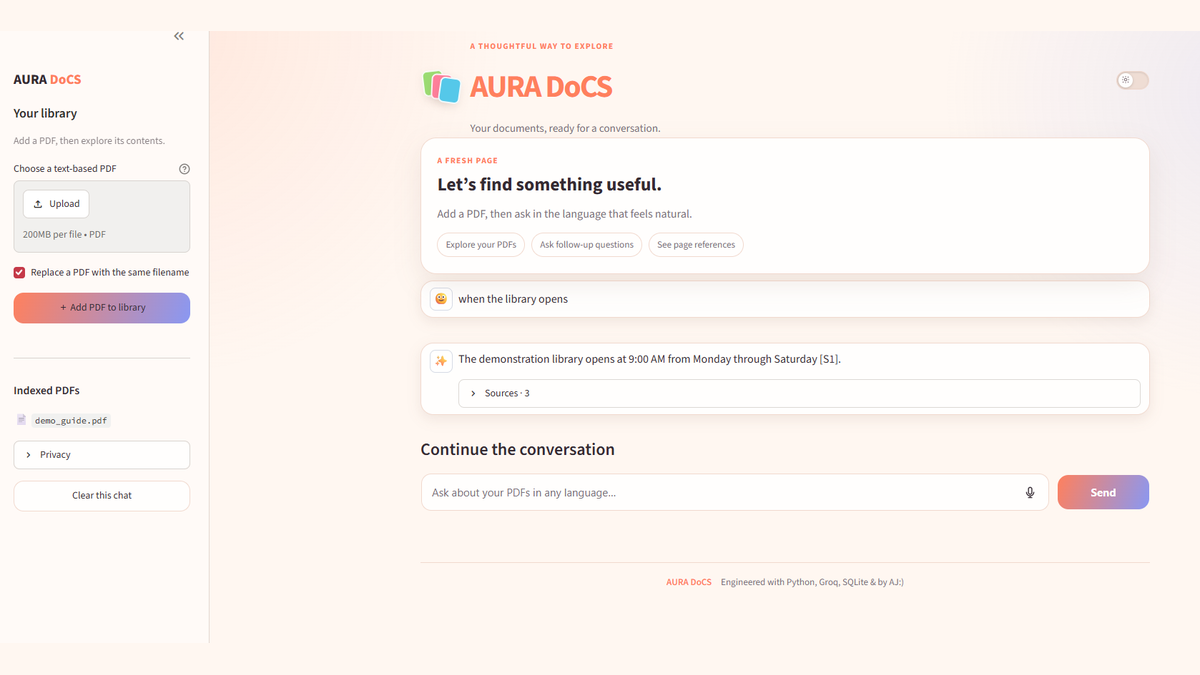 AURA DoCS
Your library
Add a PDF, then explore its contents.
Choose a text-based PDF
Upload
200MB per file • PDF
Replace a PDF with the same filename
+ Add PDF to library
Indexed PDFs
demo_guide.pdf
Privacy
Clear this chat
A THOUGHTFUL WAY TO EXPLORE
AURA DoCS
Your documents, ready for a conversation.
A FRESH PAGE
Let’s find something useful.
Add a PDF, then ask in the language that feels natural.
Explore your PDFs Ask follow-up questions See page references
when the library opens
The demonstration library opens at 9:00 AM from Monday through Saturday [S1].
Sources · 3
Continue the conversation
Ask about your PDFs in any language...
Send
AURA DoCS Engineered with Python, Groq, SQLite & by AJ:)